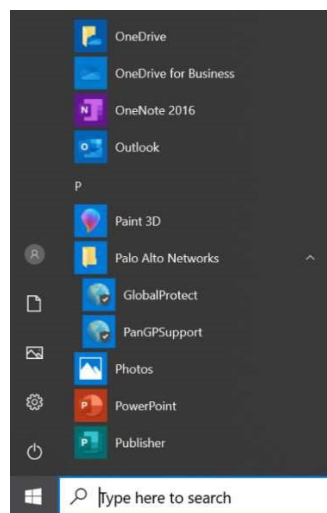 OneDrive
OneDrive for Business
OneNote 2016
Outlook
P
Paint 3D
Palo Alto Networks
GlobalProtect
PanGPSupport
Photos
PowerPoint
Publisher
Type here to search